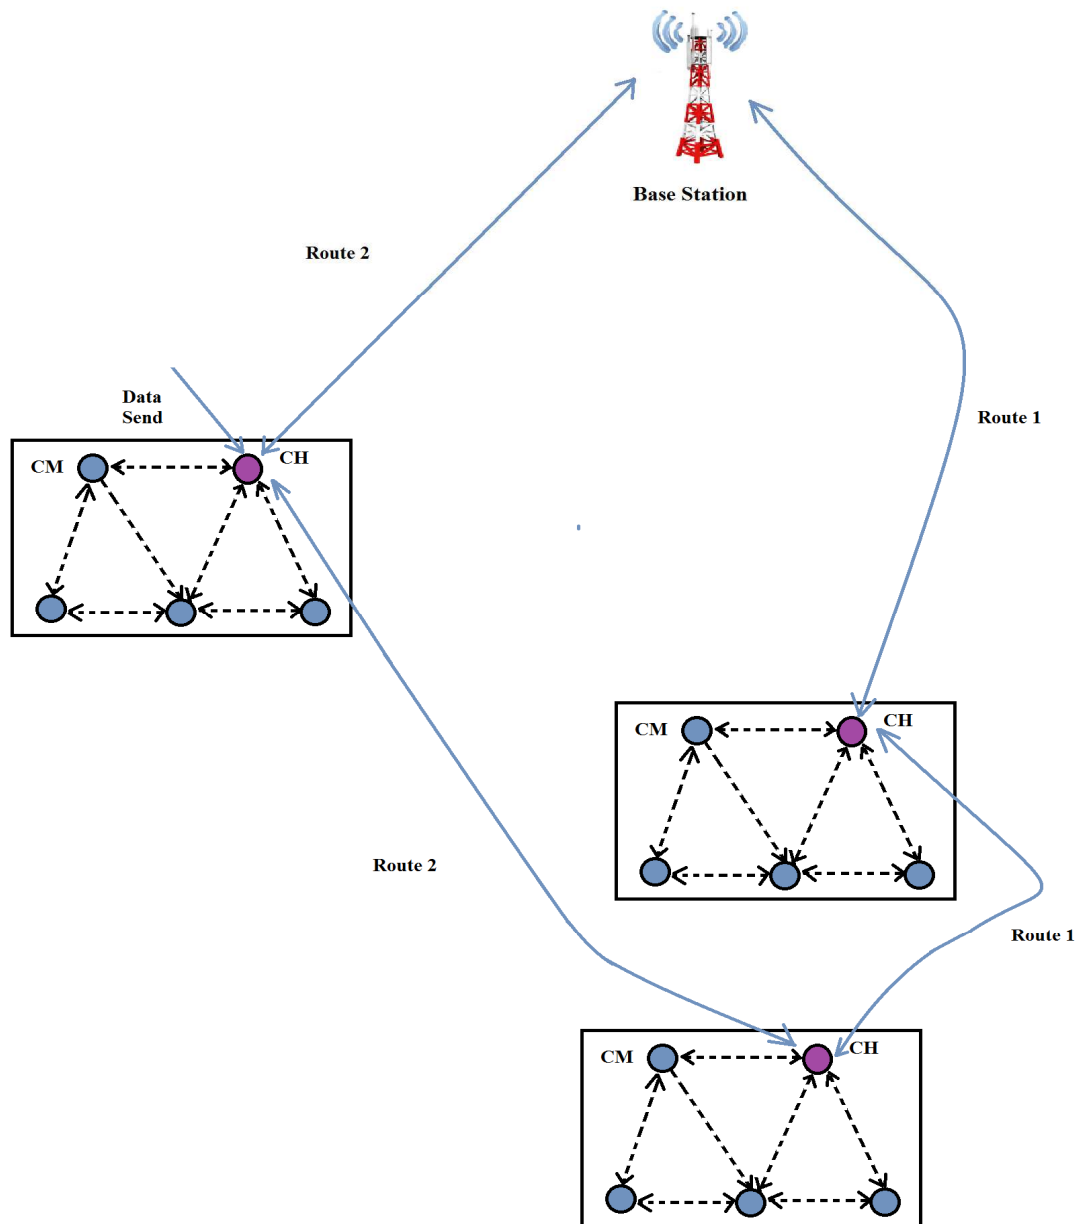 Base Station
Route 2
Data
Send
Route 1
CM
CH
CM
CH
Route 2
Route 1
CM
CH